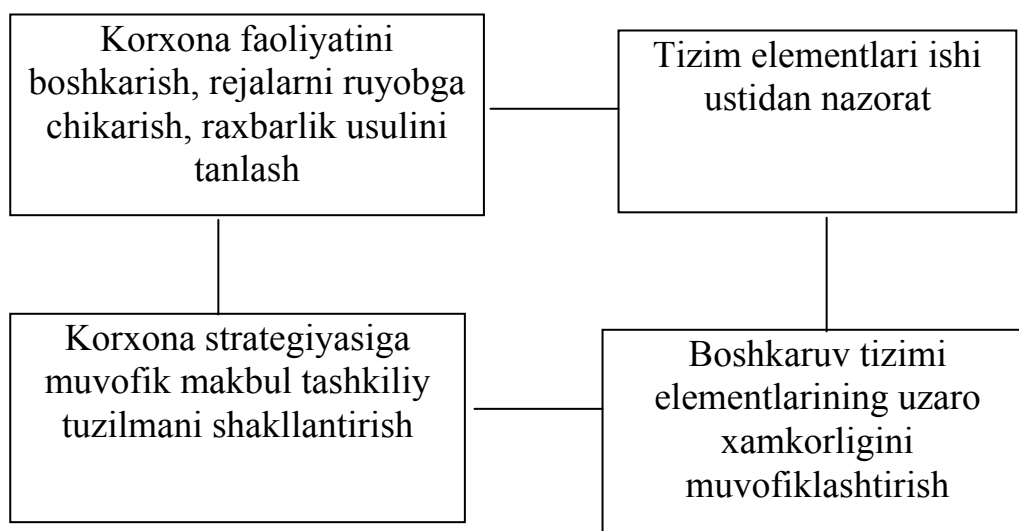 Korxona faoliyatini
boshkarish, rejalarni ruyobga
chikarish, raxbarlik usulini
tanlash
Tizim elementlari ishi
ustidan nazorat
Korxona strategiyasiga
muvofik makbul tashkiliy
tuzilmani shakllantirish
Boshkaruv tizimi
elementlarining uzaro
xamkorligini
muvofiklashtirish